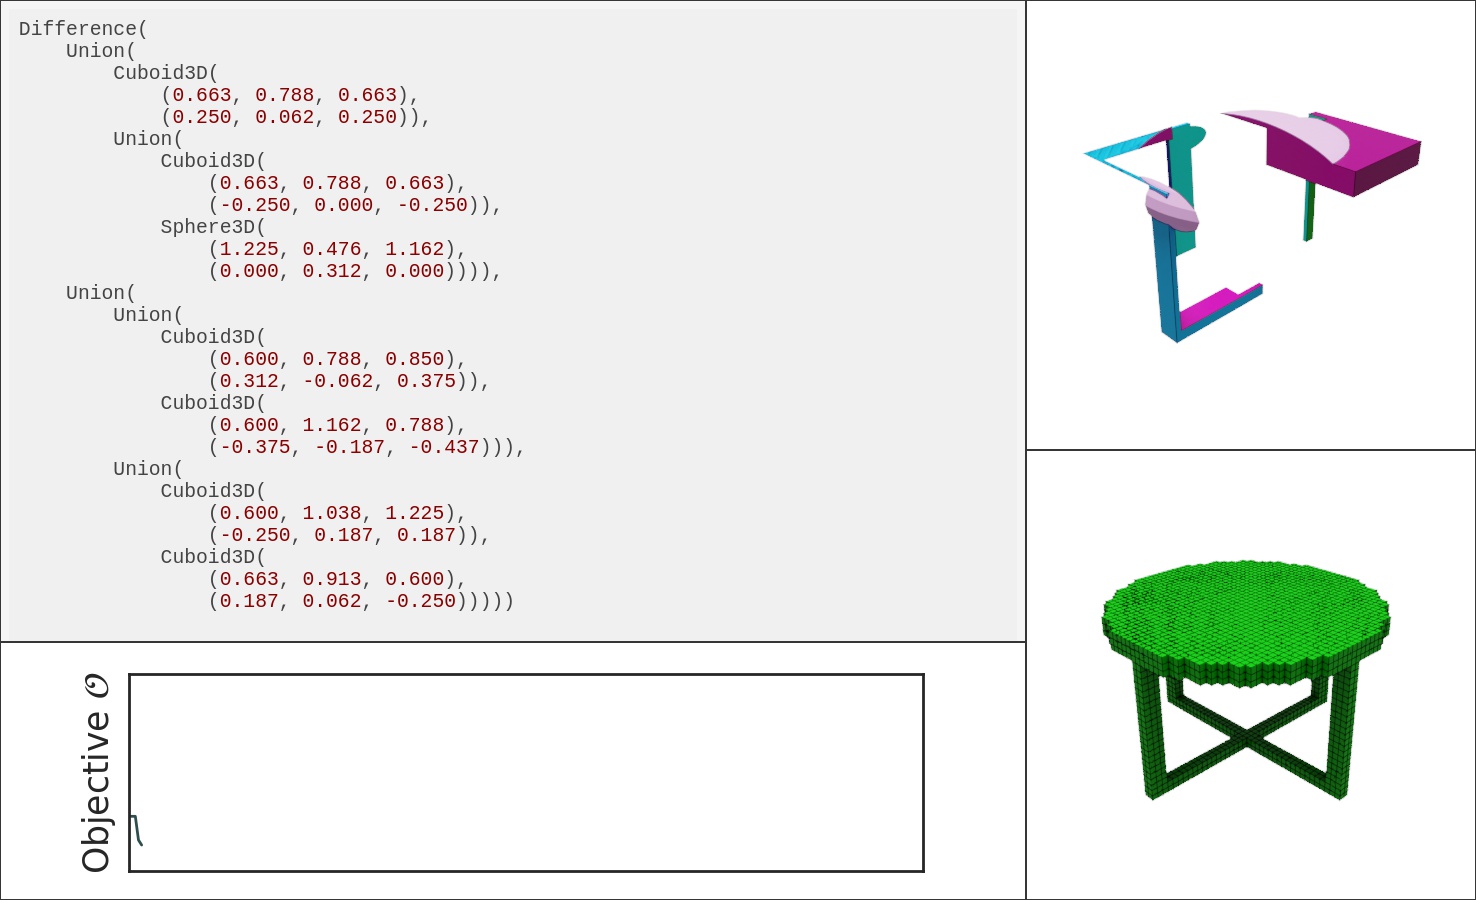 Difference(
    Union(
        Cuboid3D(
            (0.663, 0.788, 0.663),
            (0.250, 0.062, 0.250)),
        Union(
            Cuboid3D(
                (0.663, 0.788, 0.663),
                (-0.250, 0.000, -0.250)),
            Sphere3D(
                (1.225, 0.476, 1.162),
                (0.000, 0.312, 0.000)))),
    Union(
        Union(
            Cuboid3D(
                (0.600, 0.788, 0.850),
                (0.312, -0.062, 0.375)),
            Cuboid3D(
                (0.600, 1.162, 0.788),
                (-0.375, -0.187, -0.437))),
        Union(
            Cuboid3D(
                (0.600, 1.038, 1.225),
                (-0.250, 0.187, 0.187)),
            Cuboid3D(
                (0.663, 0.913, 0.600),
                (0.187, 0.062, -0.250)))))
Objective 𝒪